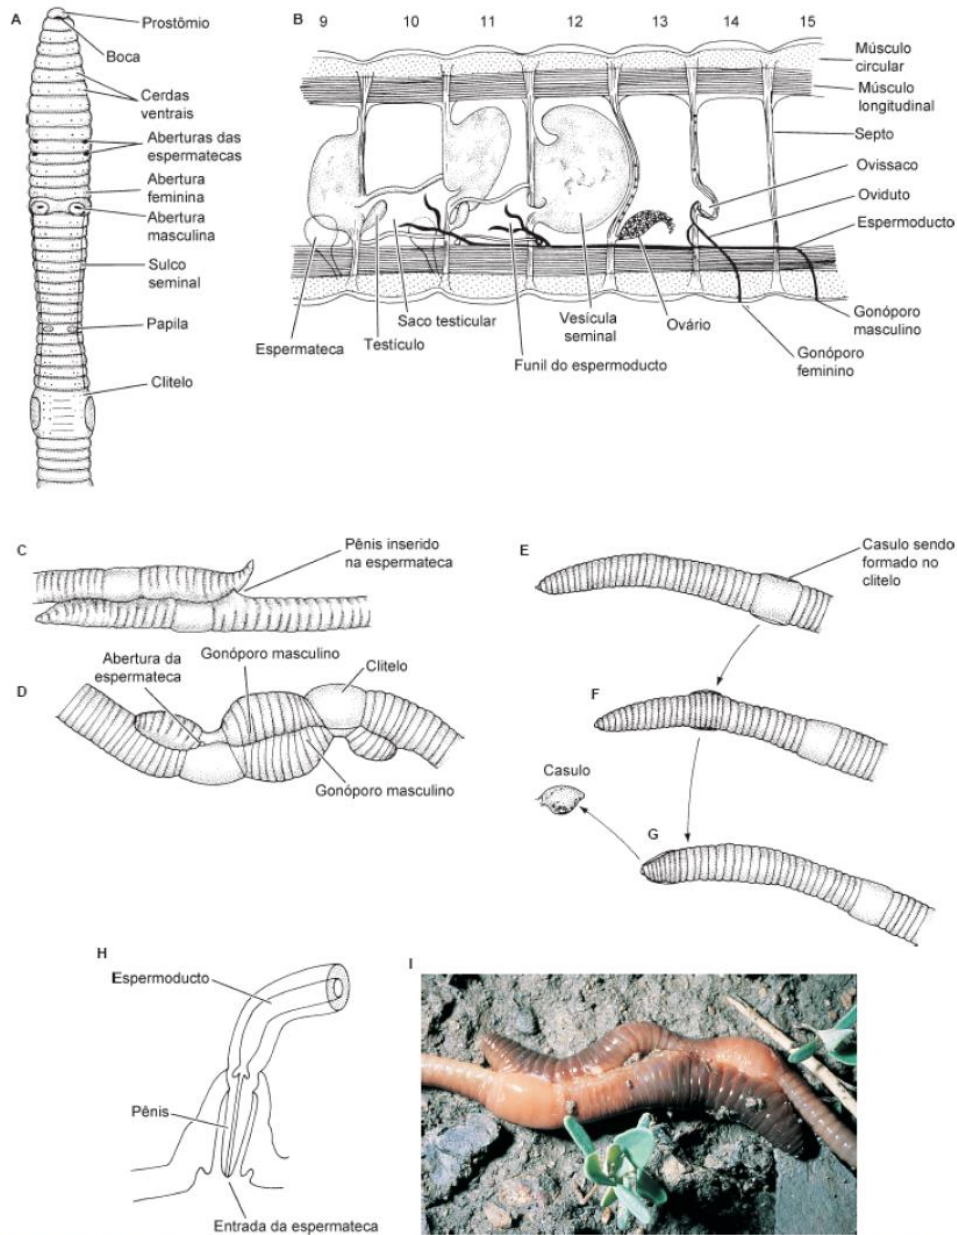 A
Prostômio
Boca
Cerdas
ventrais
Aberturas das
espermatecas
Abertura
feminina
Abertura
masculina
Sulco
seminal
Papila
Clitelo
B
9 10 11 12 13 14 15
Músculo
circular
Músculo
longitudinal
Septo
Ovissaco
Oviduto
Espermoducto
Gonóporo
masculino
Gonóporo
feminino
Ovário
Vesícula
seminal
Funil do espermoducto
Saco testicular
Testículo
Espermateca
C
Pênis inserido
na espermateca
D
Abertura da
espermateca
Gonóporo masculino
Clitelo
Gonóporo masculino
E
Casulo sendo
formado no
clitelo
F
Casulo
G
H
Espermoducto
Pênis
Entrada da espermateca
I